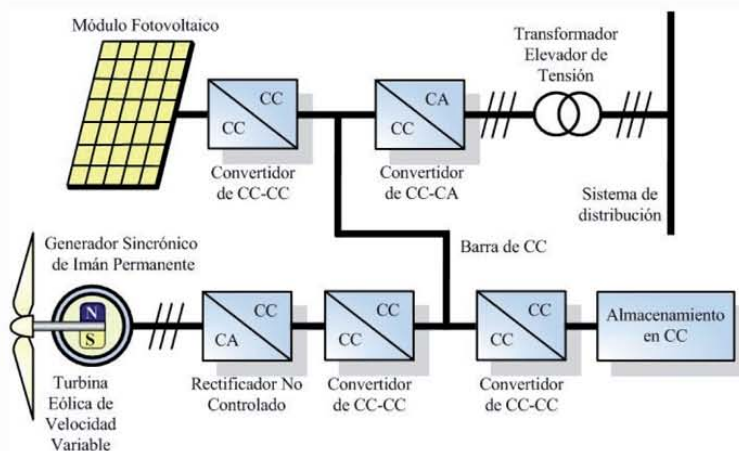 Módulo Fotovoltaico
CC
CC
Convertidor
de CC-CC
CA
CC
Convertidor
de CC-CA
Transformador
Elevador de
Tensión
Sistema de
distribución
Barra de CC
Generador Sincrónico
de Imán Permanente
N
S
Turbina
Eólica de
Velocidad
Variable
CC
CA
Rectificador No
Controlado
CC
CC
Convertidor
de CC-CC
CC
CC
Convertidor
de CC-CC
Almacenamiento
en CC